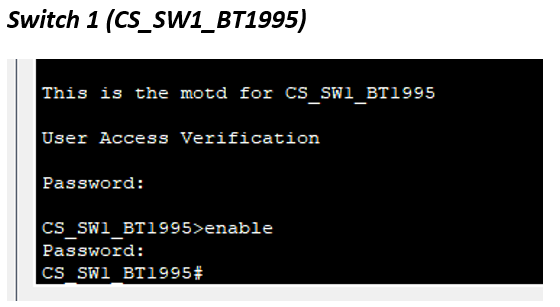 Switch 1 (CS_SW1_BT1995)
This is the motd for CS_SW1_BT1995
User Access Verification
Password:
CS_SW1_BT1995>enable
Password:
CS_SW1_BT1995#